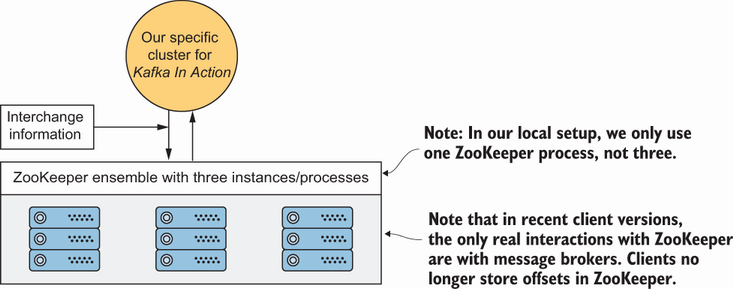 Our specific
cluster for
Kafka In Action
Interchange
information
Note: In our local setup, we only use
one ZooKeeper process, not three.
ZooKeeper ensemble with three instances/processes
Note that in recent client versions,
the only real interactions with ZooKeeper
are with message brokers. Clients no
longer store offsets in ZooKeeper.